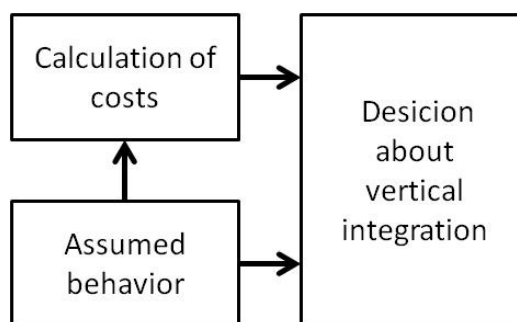 Calculation of
costs
Desicion
about
vertical
integration
Assumed
behavior